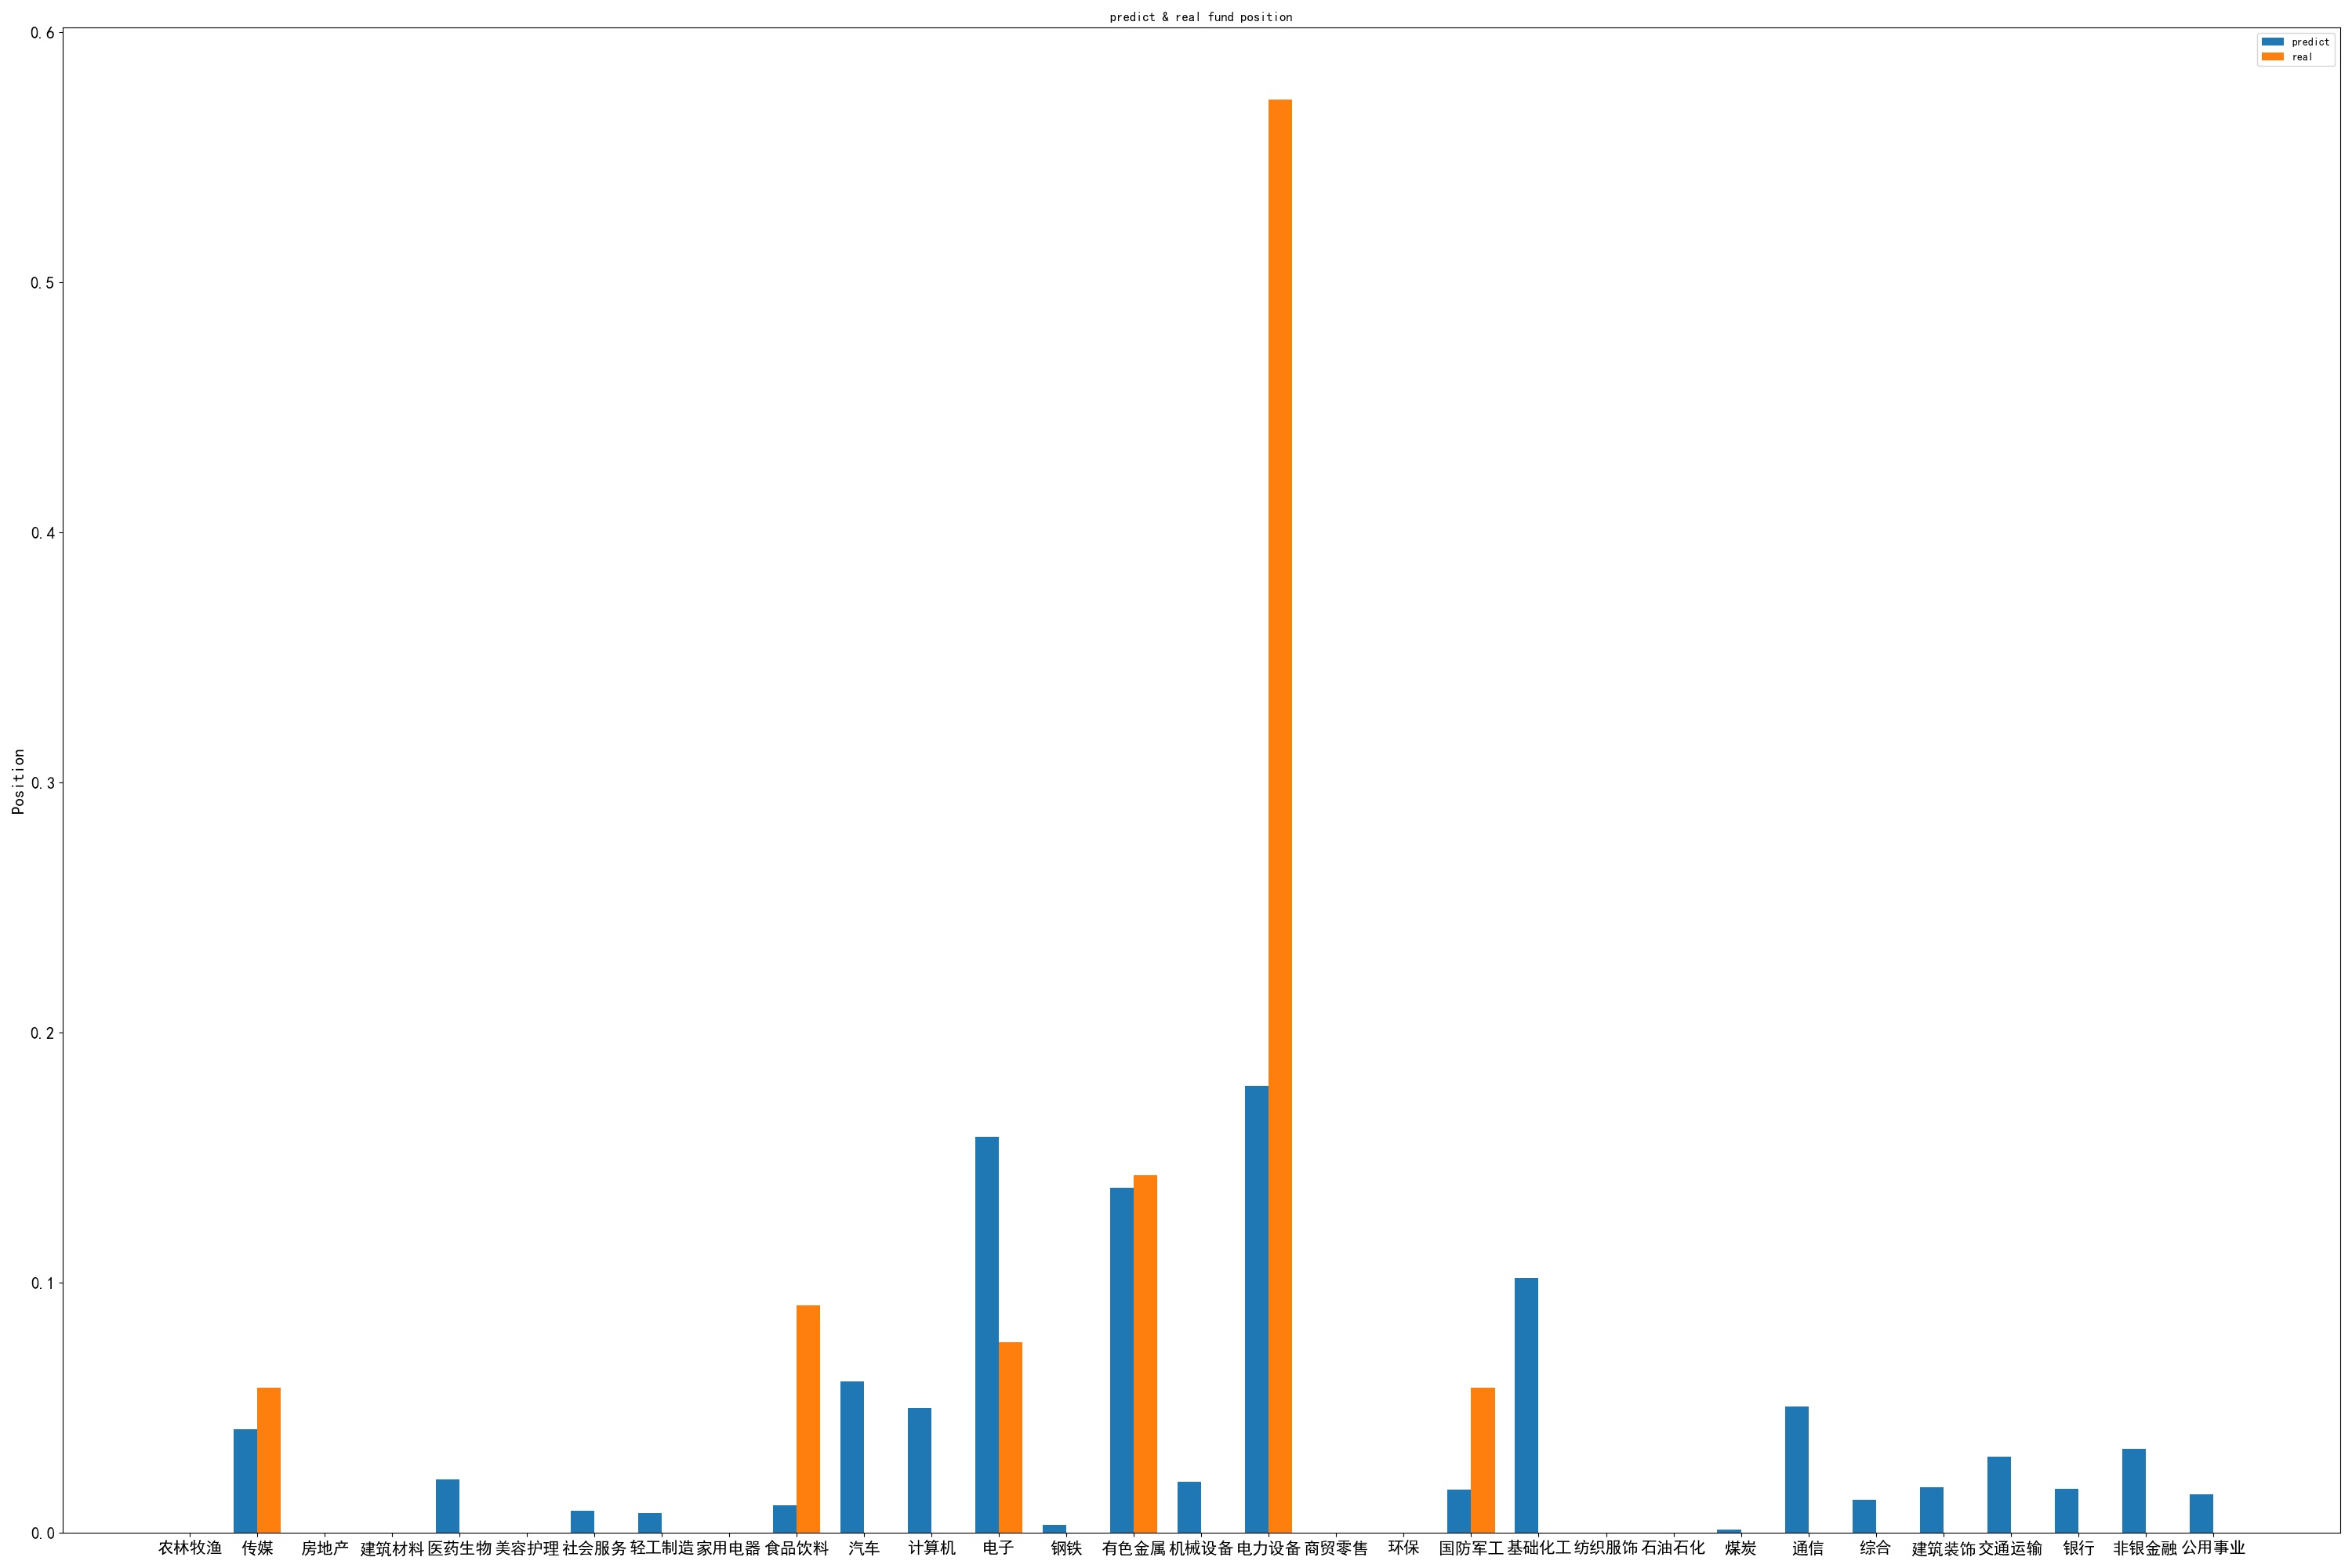 predict & real fund position
predict
real
0.6
0.5
0.4
0.3
0.2
0.1
0.0
Position
农林牧渔 传媒 房地产 建筑材料 医药生物 美容护理 社会服务 轻工制造 家用电器 食品饮料 汽车 计算机 电子 钢铁 有色金属 机械设备 电力设备 商贸零售 环保 国防军工 基础化工 纺织服饰 石油石化 煤炭 通信 综合 建筑装饰 交通运输 银行 非银金融 公用事业